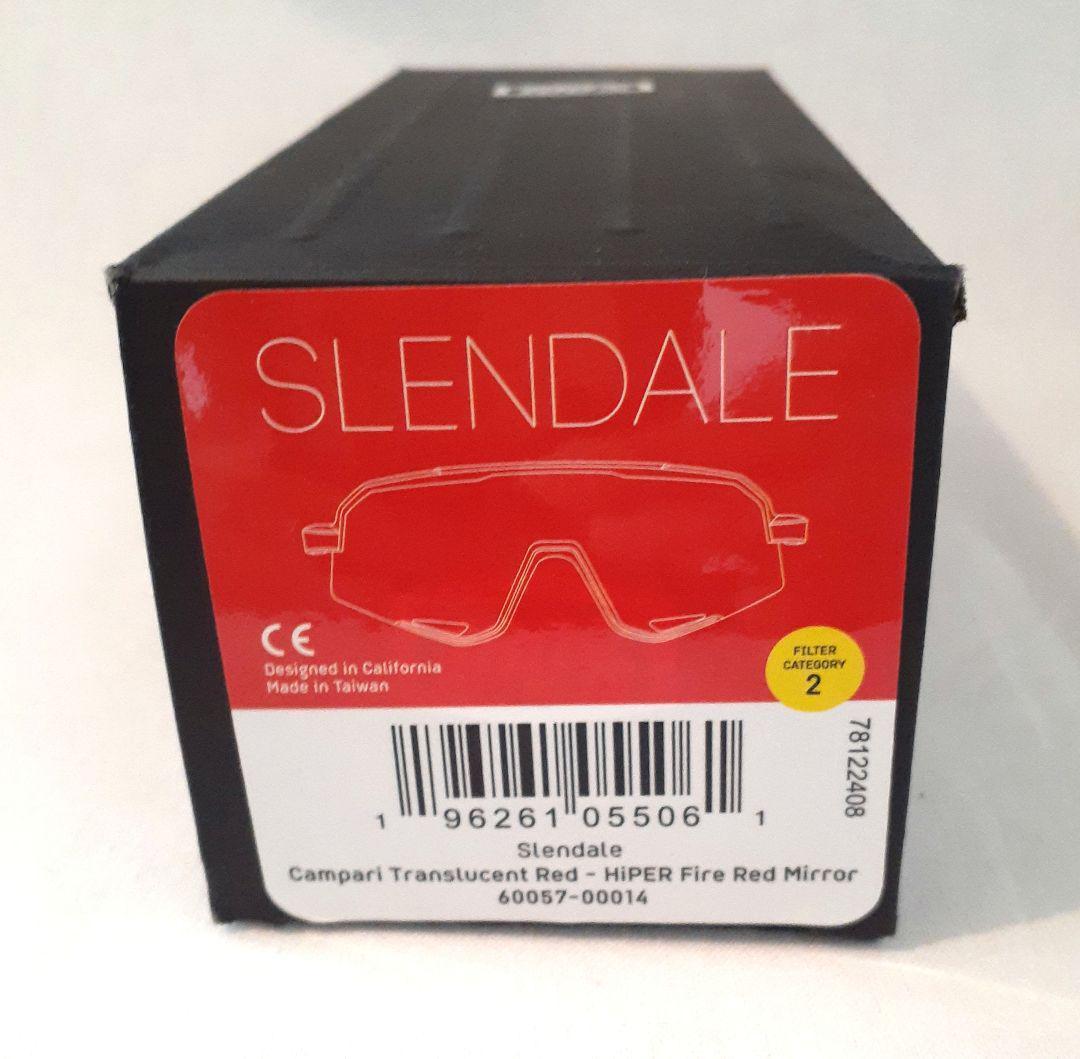 SLENDALE
CE
Designed in California
Made in Taiwan
FILTER
CATEGORY
2
78122408
1 96261 05506 1
Slendale
Campari Translucent Red - HiPER Fire Red Mirror
60057-00014